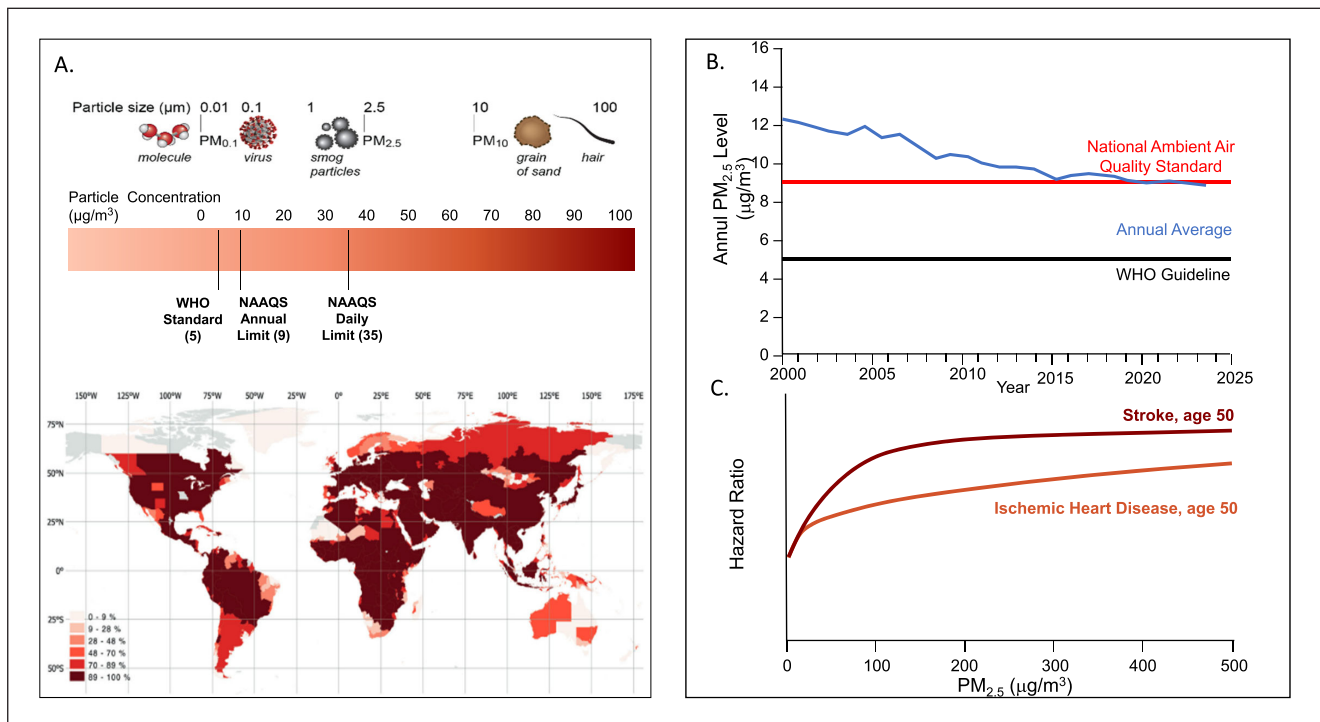 A.
Particle size (µm) 0.01 0.1 1 2.5 10 100
PM0.1 PM2.5 PM10
molecule virus smog grain hair
particles of sand
Particle Concentration
(µg/m³) 0 10 20 30 40 50 60 70 80 90 100
WHO NAAQS NAAQS
Standard Annual Daily
(5) Limit (9) Limit (35)
150°W 125°W 100°W 75°W 50°W 25°W 0° 25°E 50°E 75°E 100°E 125°E 150°E 175°E
75°N
50°N
25°N
0°
25°S
50°S
0 - 9 %
9 - 28 %
28 - 48 %
48 - 70 %
70 - 89 %
89 - 100 %
B.
Annul PM2.5 Level
(µg/m³)
16
14
12
10
8
6
4
2
0
National Ambient Air
Quality Standard
Annual Average
WHO Guideline
2000 2005 2010 2015 2020 2025
Year
C.
Hazard Ratio
Stroke, age 50
Ischemic Heart Disease, age 50
0 100 200 300 400 500
PM2.5 (µg/m³)